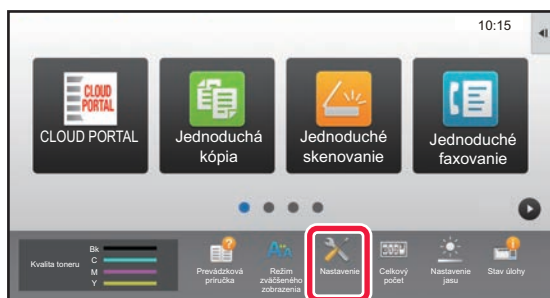 10:15
CLOUD
PORTAL
CLOUD PORTAL
Jednoduchá
kópia
Jednoduché
skenovanie
Jednoduché
faxovanie
Kvalita toneru
Bk
C
M
Y
Prevádzková
príručka
Režim
zväčšeného
zobrazenia
Nastavenie
Celkový
počet
Nastavenie
jasu
Stav úlohy